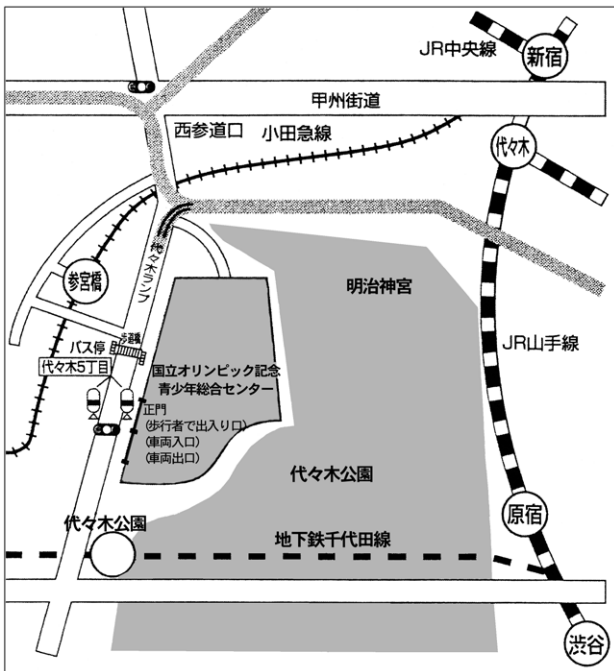 JR中央線
新宿
甲州街道
西参道口
小田急線
代々木
代々木ランプ
明治神宮
参宮橋
歩道橋
バス停
代々木5丁目
JR山手線
国立オリンピック記念
青少年総合センター
正門
(歩行者で出入り口)
(車両入口)
(車両出口)
代々木公園
原宿
代々木公園
地下鉄千代田線
渋谷